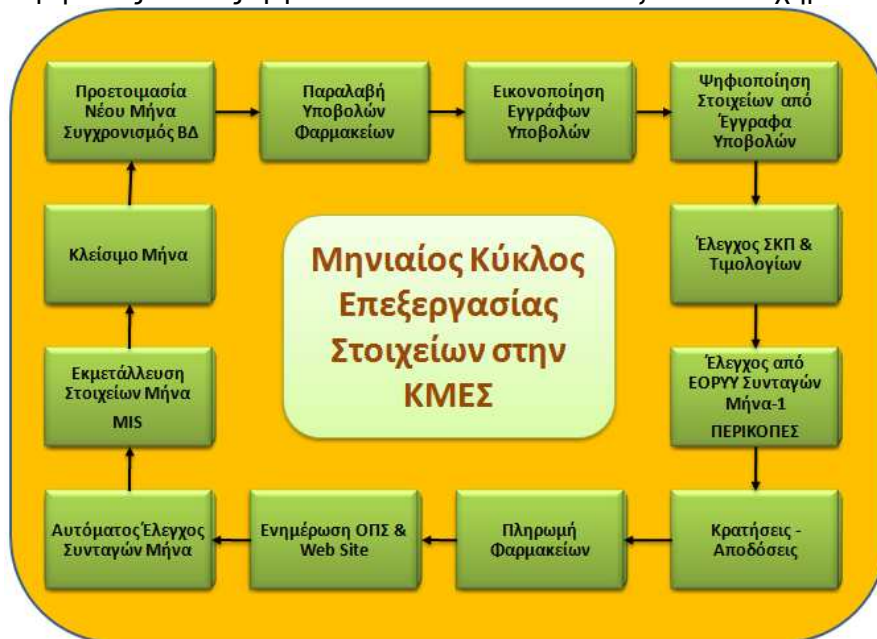 Προετοιμασία
Νέου Μήνα
Συγχρονισμός ΒΔ
Παραλαβή
Υποβολών
Φαρμακείων
Εικονοποίηση
Εγγράφων
Υποβολών
Ψηφιοποίηση
Στοιχείων από
Έγγραφα
Υποβολών
Έλεγχος ΣΚΠ &
Τιμολογίων
Έλεγχος από
ΕΟΡΥΥ Συνταγών
Μήνα-1
ΠΕΡΙΚΟΠΕΣ
Κρατήσεις -
Αποδόσεις
Πληρωμή
Φαρμακείων
Ενημέρωση ΟΠΣ &
Web Site
Αυτόματος Έλεγχος
Συνταγών Μήνα
Εκμετάλλευση
Στοιχείων Μήνα
MIS
Κλείσιμο Μήνα
Μηνιαίος Κύκλος
Επεξεργασίας
Στοιχείων στην
ΚΜΕΣ